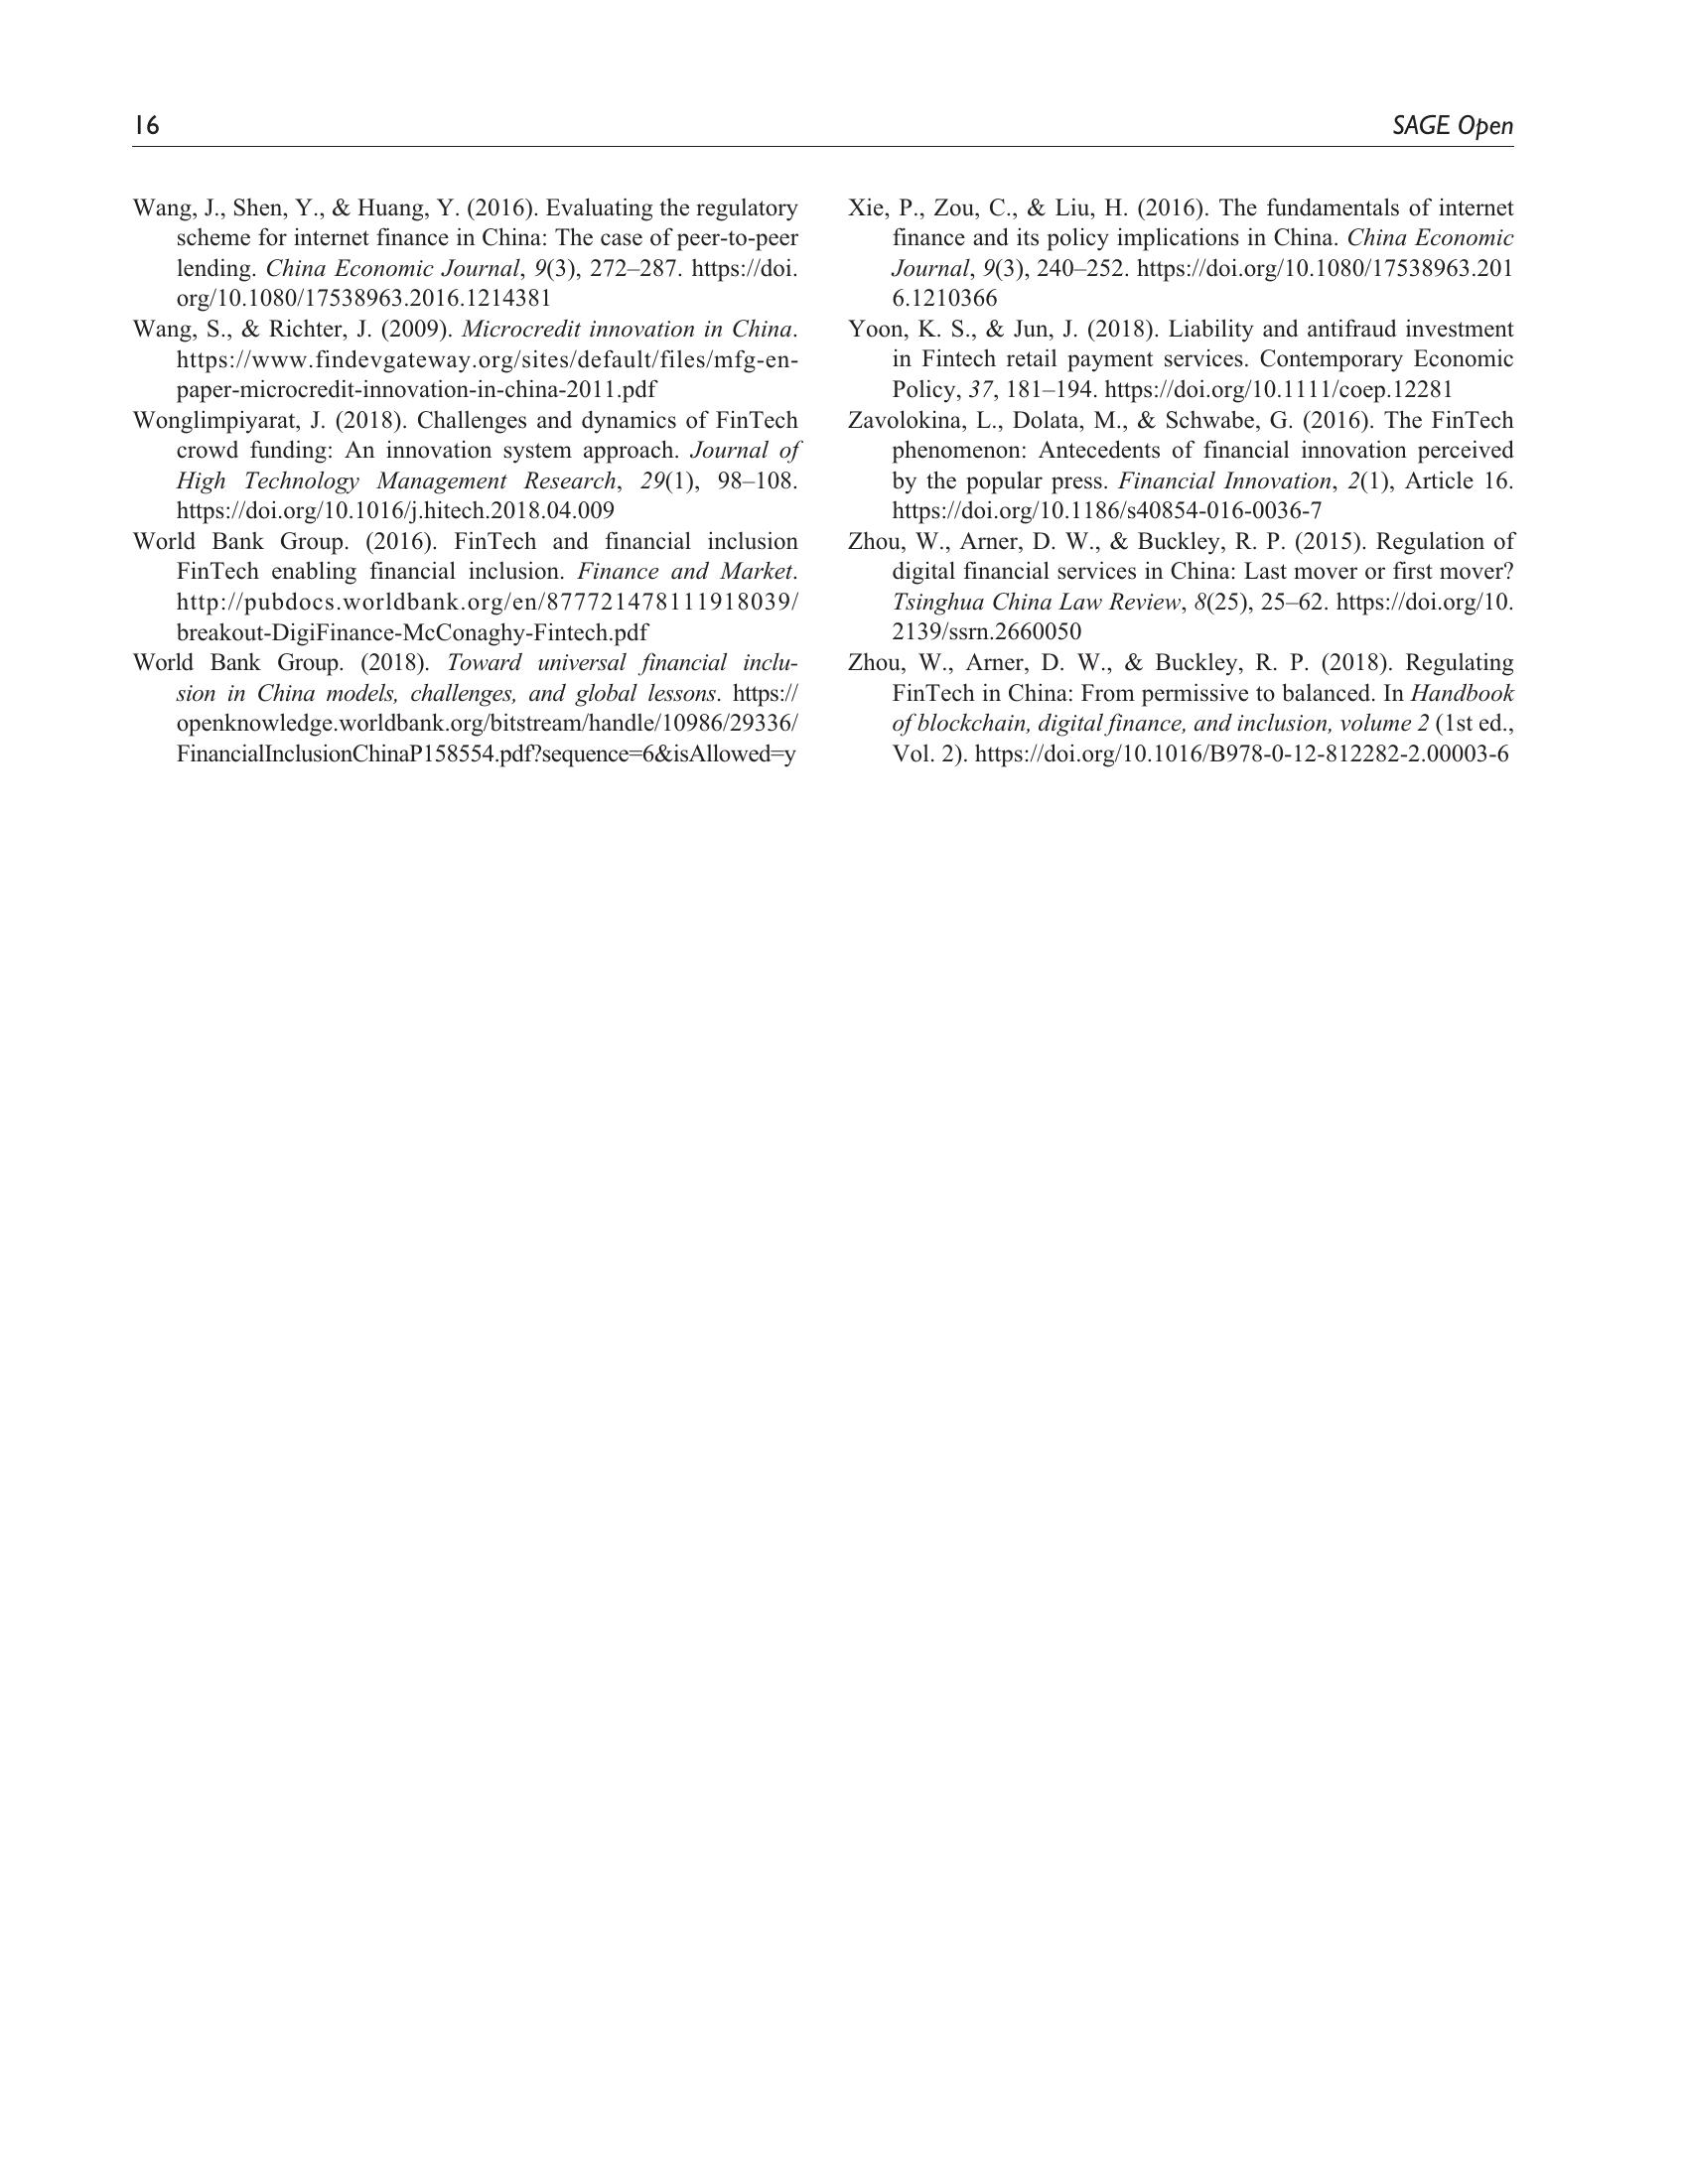 16
SAGE Open
Wang, J., Shen, Y., & Huang, Y. (2016). Evaluating the regulatory
scheme for internet finance in China: The case of peer-to-peer
lending. China Economic Journal, 9(3), 272–287. https://doi.
org/10.1080/17538963.2016.1214381
Wang, S., & Richter, J. (2009). Microcredit innovation in China.
https://www.findevgateway.org/sites/default/files/mfg-en-
paper-microcredit-innovation-in-china-2011.pdf
Wonglimpiyarat, J. (2018). Challenges and dynamics of FinTech
crowd funding: An innovation system approach. Journal of
High Technology Management Research, 29(1), 98–108.
https://doi.org/10.1016/j.hitech.2018.04.009
World Bank Group. (2016). FinTech and financial inclusion
FinTech enabling financial inclusion. Finance and Market.
http://pubdocs.worldbank.org/en/877721478111918039/
breakout-DigiFinance-McConaghy-Fintech.pdf
World Bank Group. (2018). Toward universal financial inclu-
sion in China models, challenges, and global lessons. https://
openknowledge.worldbank.org/bitstream/handle/10986/29336/
FinancialInclusionChinaP158554.pdf?sequence=6&isAllowed=y
Xie, P., Zou, C., & Liu, H. (2016). The fundamentals of internet
finance and its policy implications in China. China Economic
Journal, 9(3), 240–252. https://doi.org/10.1080/17538963.201
6.1210366
Yoon, K. S., & Jun, J. (2018). Liability and antifraud investment
in Fintech retail payment services. Contemporary Economic
Policy, 37, 181–194. https://doi.org/10.1111/coep.12281
Zavolokina, L., Dolata, M., & Schwabe, G. (2016). The FinTech
phenomenon: Antecedents of financial innovation perceived
by the popular press. Financial Innovation, 2(1), Article 16.
https://doi.org/10.1186/s40854-016-0036-7
Zhou, W., Arner, D. W., & Buckley, R. P. (2015). Regulation of
digital financial services in China: Last mover or first mover?
Tsinghua China Law Review, 8(25), 25–62. https://doi.org/10.
2139/ssrn.2660050
Zhou, W., Arner, D. W., & Buckley, R. P. (2018). Regulating
FinTech in China: From permissive to balanced. In Handbook
of blockchain, digital finance, and inclusion, volume 2 (1st ed.,
Vol. 2). https://doi.org/10.1016/B978-0-12-812282-2.00003-6